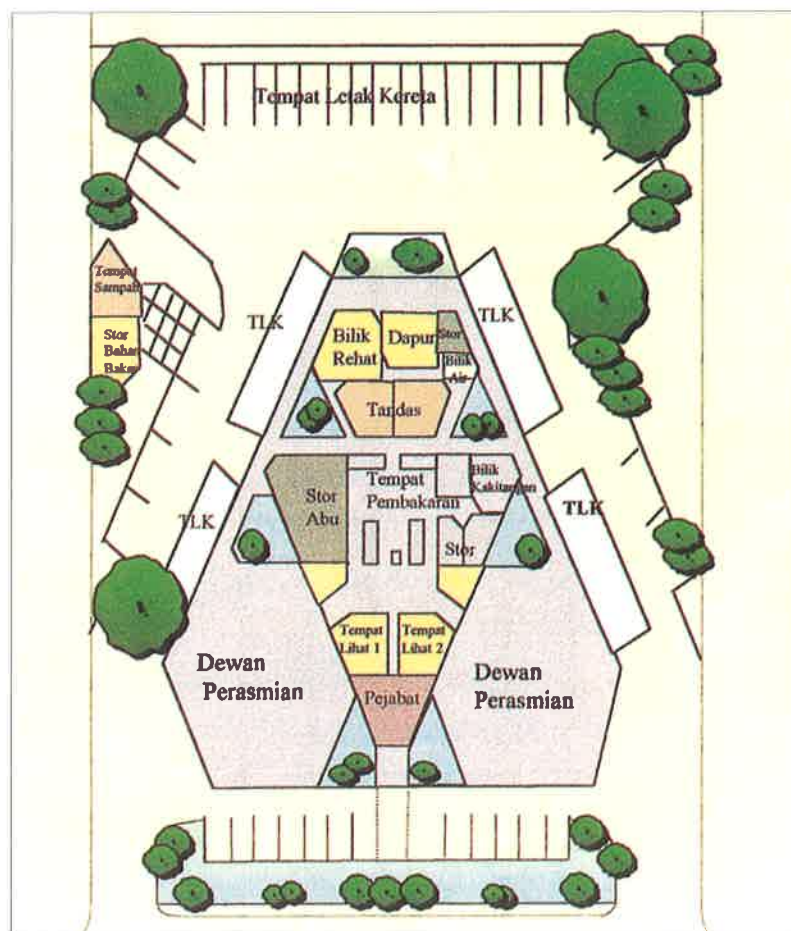 Tempat Letak Kereta
Tempat
Sampah
Stor
Bahan
Bakar
TLK
TLK
Bilik
Rehat
Dapur
Stor
Bilik
Air
Tandas
Stor
Abu
Tempat
Pembakaran
Bilik
Kakitangan
Stor
TLK
TLK
Tempat
Lihat 1
Tempat
Lihat 2
Dewan
Perasmian
Dewan
Perasmian
Pejabat